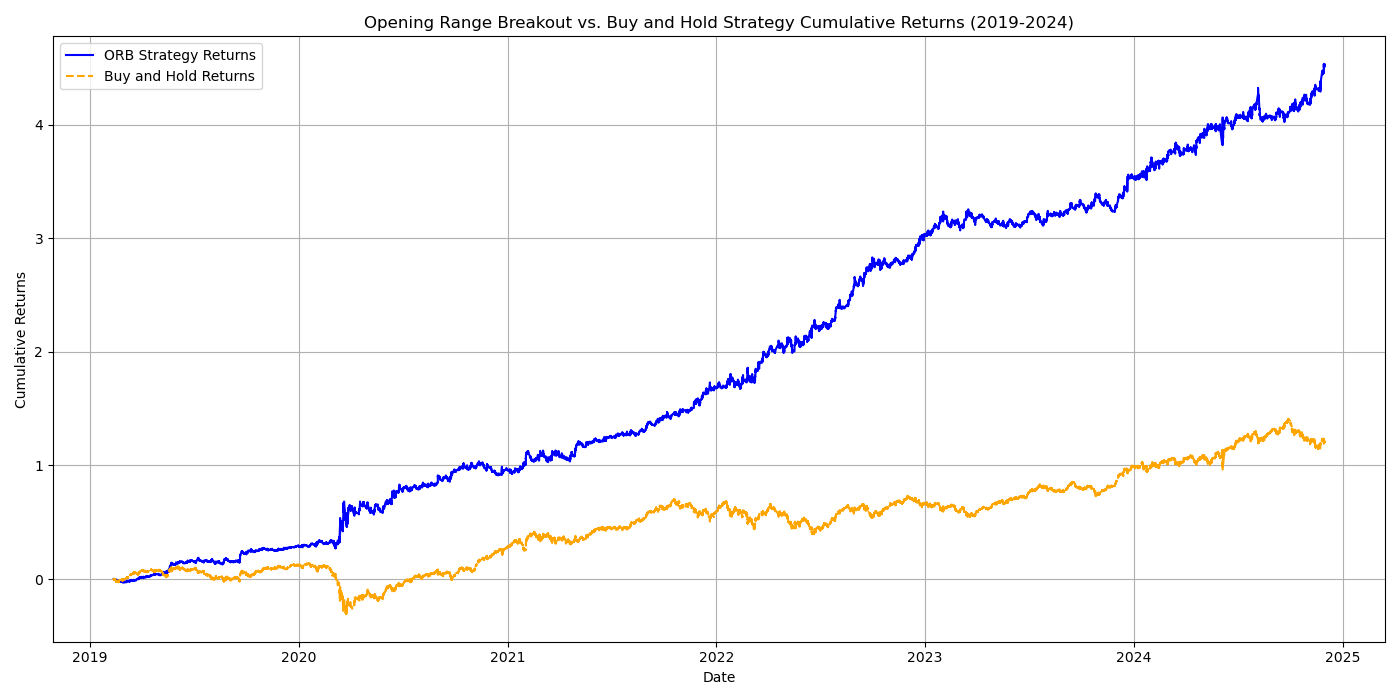 Opening Range Breakout vs. Buy and Hold Strategy Cumulative Returns (2019-2024)
ORB Strategy Returns
Buy and Hold Returns
Cumulative Returns
4
3
2
1
0
2019 2020 2021 2022 2023 2024 2025
Date